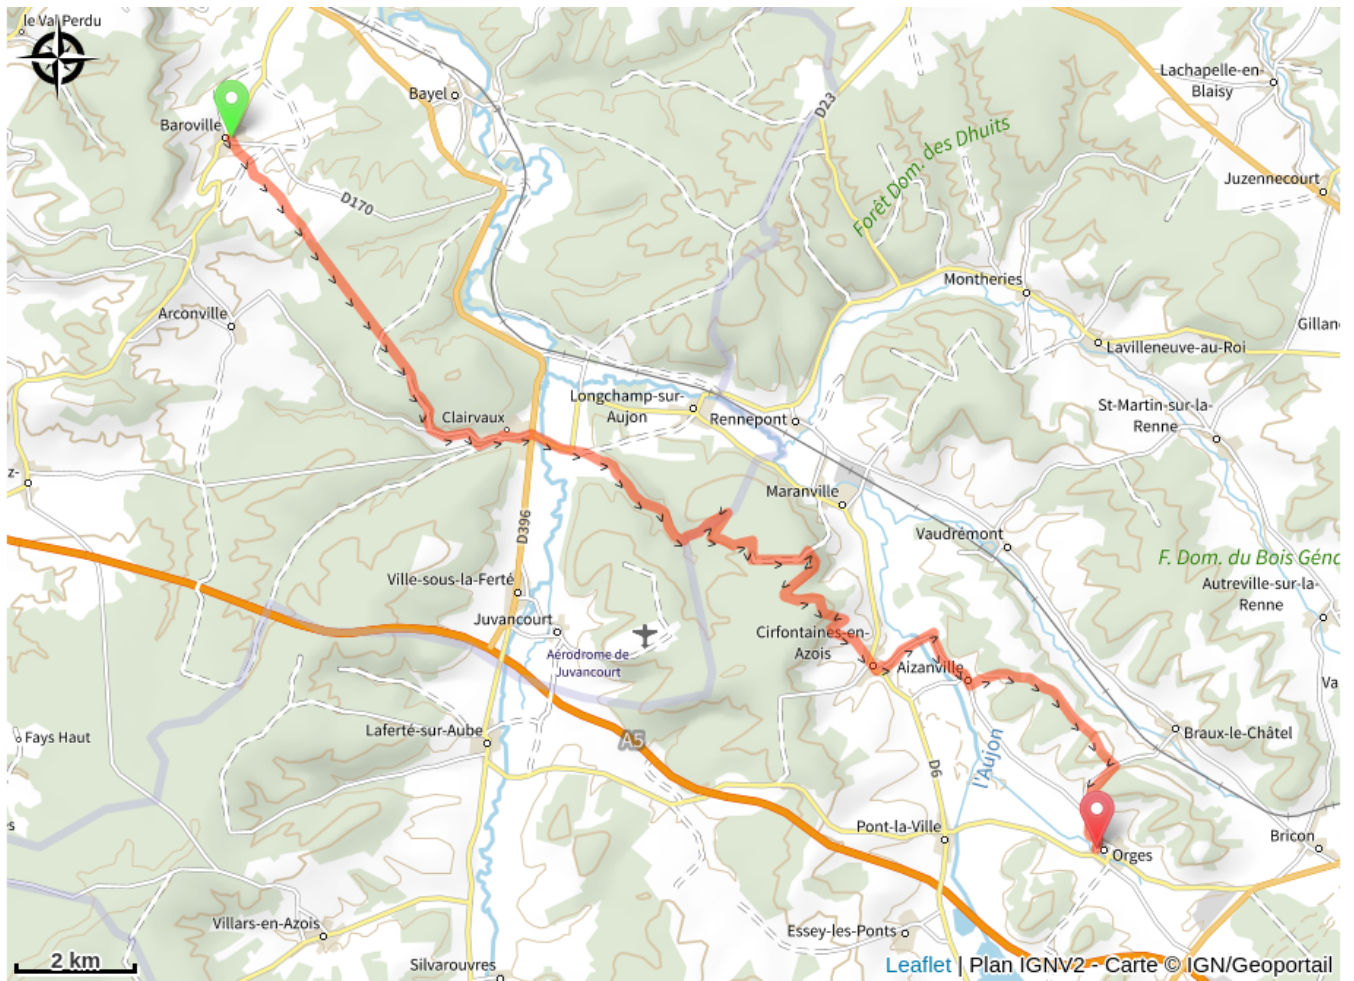 le Val Perdu
Bayel
Baroville
D170
D23
Forêt Dom. des Dhuits
Lachapelle-en-
Blaisy
Juzennecourt
Montheries
Arconville
Lavilleneuve-au-Roi
Gillan
Longchamp-sur-
Aujon
Rennepont
St-Martin-sur-la-
Renne
Clairvaux
z-
Maranville
D396
Vaudrémont
F. Dom. du Bois Géné
Autreville-sur-la-
Renne
Ville-sous-la-Ferté
Juvancourt
Aérodrome de
Juvancourt
Cirfontaines-en-
Azois
Aizanville
Va
Laferté-sur-Aube
A5
Fays Haut
D6
l'Aujon
Braux-le-Châtel
s
Pont-la-Ville
Orges
Bricon
Villars-en-Azois
Essey-les-Ponts
Silvarouvres
2 km
Leaflet | Plan IGNV2 - Carte © IGN/Geoportail